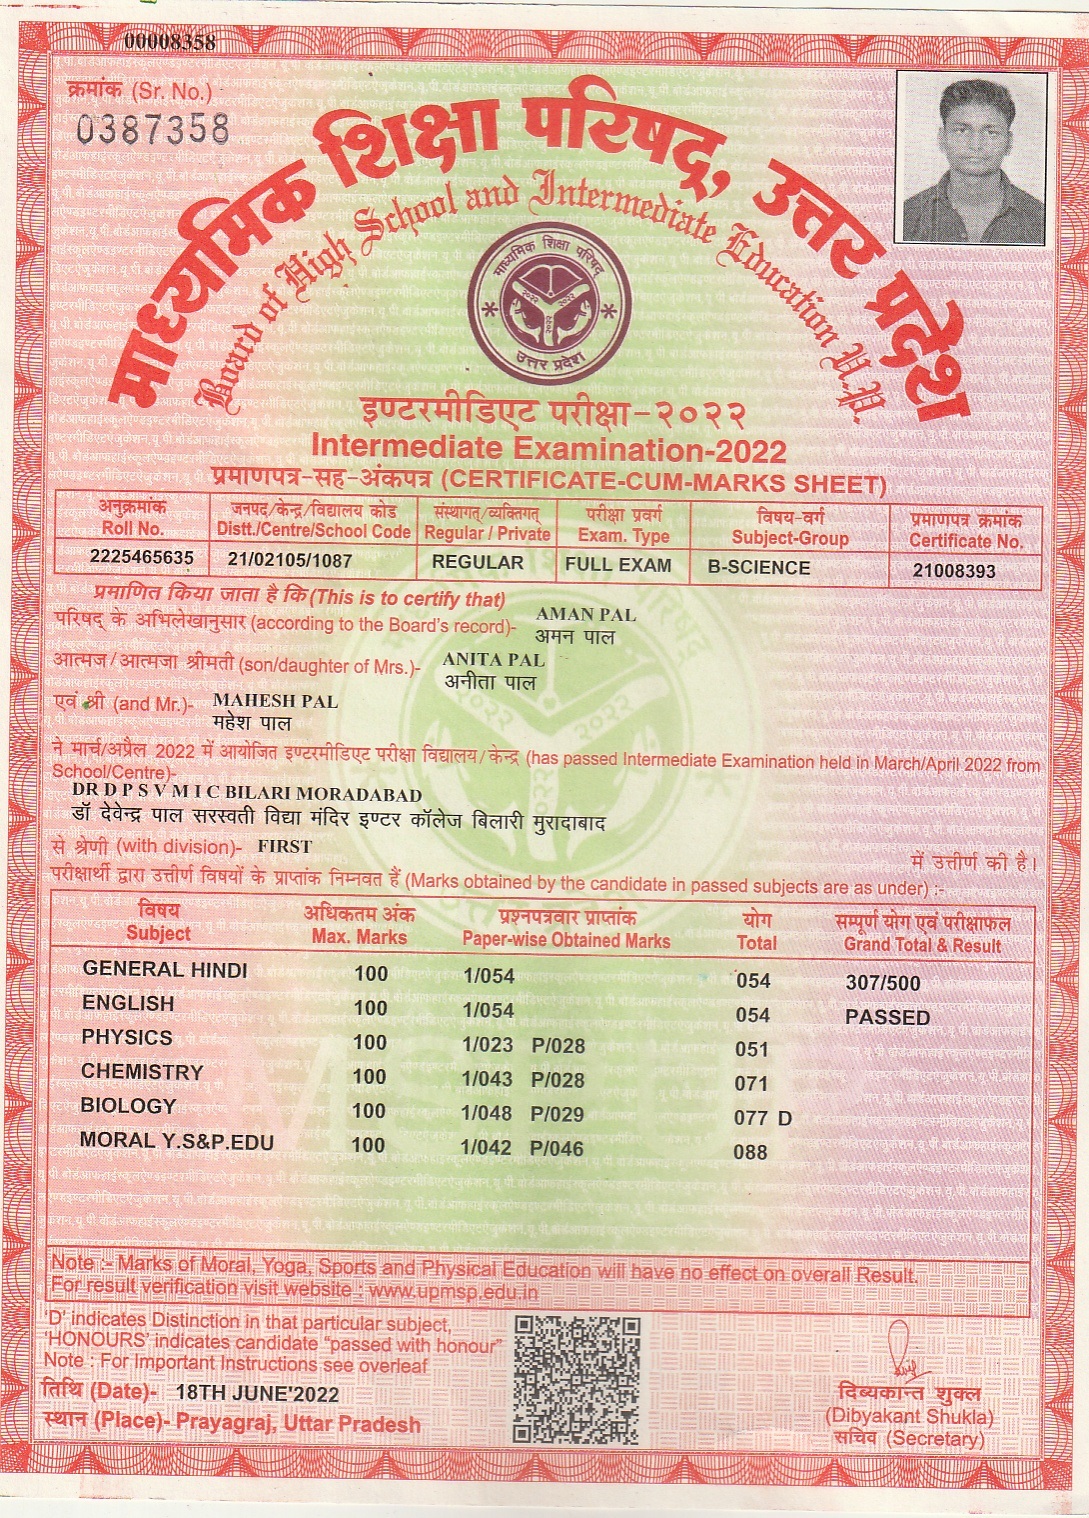 00008358
क्रमांक (Sr. No.)
0387358
माध्यमिक शिक्षा परिषद्, उत्तर प्रदेश
Board of High School and Intermediate Education U.P.
माध्यमिक शिक्षा परिषद्
२०२२ २०२२
२०२२
उत्तर प्रदेश
इण्टरमीडिएट परीक्षा-२०२२
Intermediate Examination-2022
प्रमाणपत्र-सह-अंकपत्र (CERTIFICATE-CUM-MARKS SHEET)
अनुक्रमांक जनपद/केन्द्र/विद्यालय कोड संस्थागत्/व्यक्तिगत् परीक्षा प्रवर्ग विषय-वर्ग प्रमाणपत्र क्रमांक
Roll No. Distt./Centre/School Code Regular / Private Exam. Type Subject-Group Certificate No.
2225465635 21/02105/1087 REGULAR FULL EXAM B-SCIENCE 21008393
प्रमाणित किया जाता है कि (This is to certify that)
परिषद् के अभिलेखानुसार (according to the Board's record)- AMAN PAL
अमन पाल
आत्मज/आत्मजा श्रीमती (son/daughter of Mrs.)- ANITA PAL
अनीता पाल
एवं श्री (and Mr.)- MAHESH PAL
महेश पाल
ने मार्च/अप्रैल 2022 में आयोजित इण्टरमीडिएट परीक्षा विद्यालय/केन्द्र (has passed Intermediate Examination held in March/April 2022 from
School/Centre)-
DR D P S V M I C BILARI MORADABAD
डॉ देवेन्द्र पाल सरस्वती विद्या मंदिर इण्टर कॉलेज बिलारी मुरादाबाद
से श्रेणी (with division)- FIRST में उत्तीर्ण की है।
परीक्षार्थी द्वारा उत्तीर्ण विषयों के प्राप्तांक निम्नवत हैं (Marks obtained by the candidate in passed subjects are as under) :-
विषय अधिकतम अंक प्रश्नपत्रवार प्राप्तांक योग सम्पूर्ण योग एवं परीक्षाफल
Subject Max. Marks Paper-wise Obtained Marks Total Grand Total & Result
GENERAL HINDI 100 1/054 054 307/500
ENGLISH 100 1/054 054 PASSED
PHYSICS 100 1/023 P/028 051
CHEMISTRY 100 1/043 P/028 071
BIOLOGY 100 1/048 P/029 077 D
MORAL Y.S&P.EDU 100 1/042 P/046 088
Note :- Marks of Moral, Yoga, Sports and Physical Education will have no effect on overall Result.
For result verification visit website : www.upmsp.edu.in
'D' indicates Distinction in that particular subject,
'HONOURS' indicates candidate "passed with honour"
Note : For Important Instructions see overleaf
तिथि (Date)- 18TH JUNE'2022
स्थान (Place)- Prayagraj, Uttar Pradesh
दिब्यकान्त शुक्ल
(Dibyakant Shukla)
सचिव (Secretary)